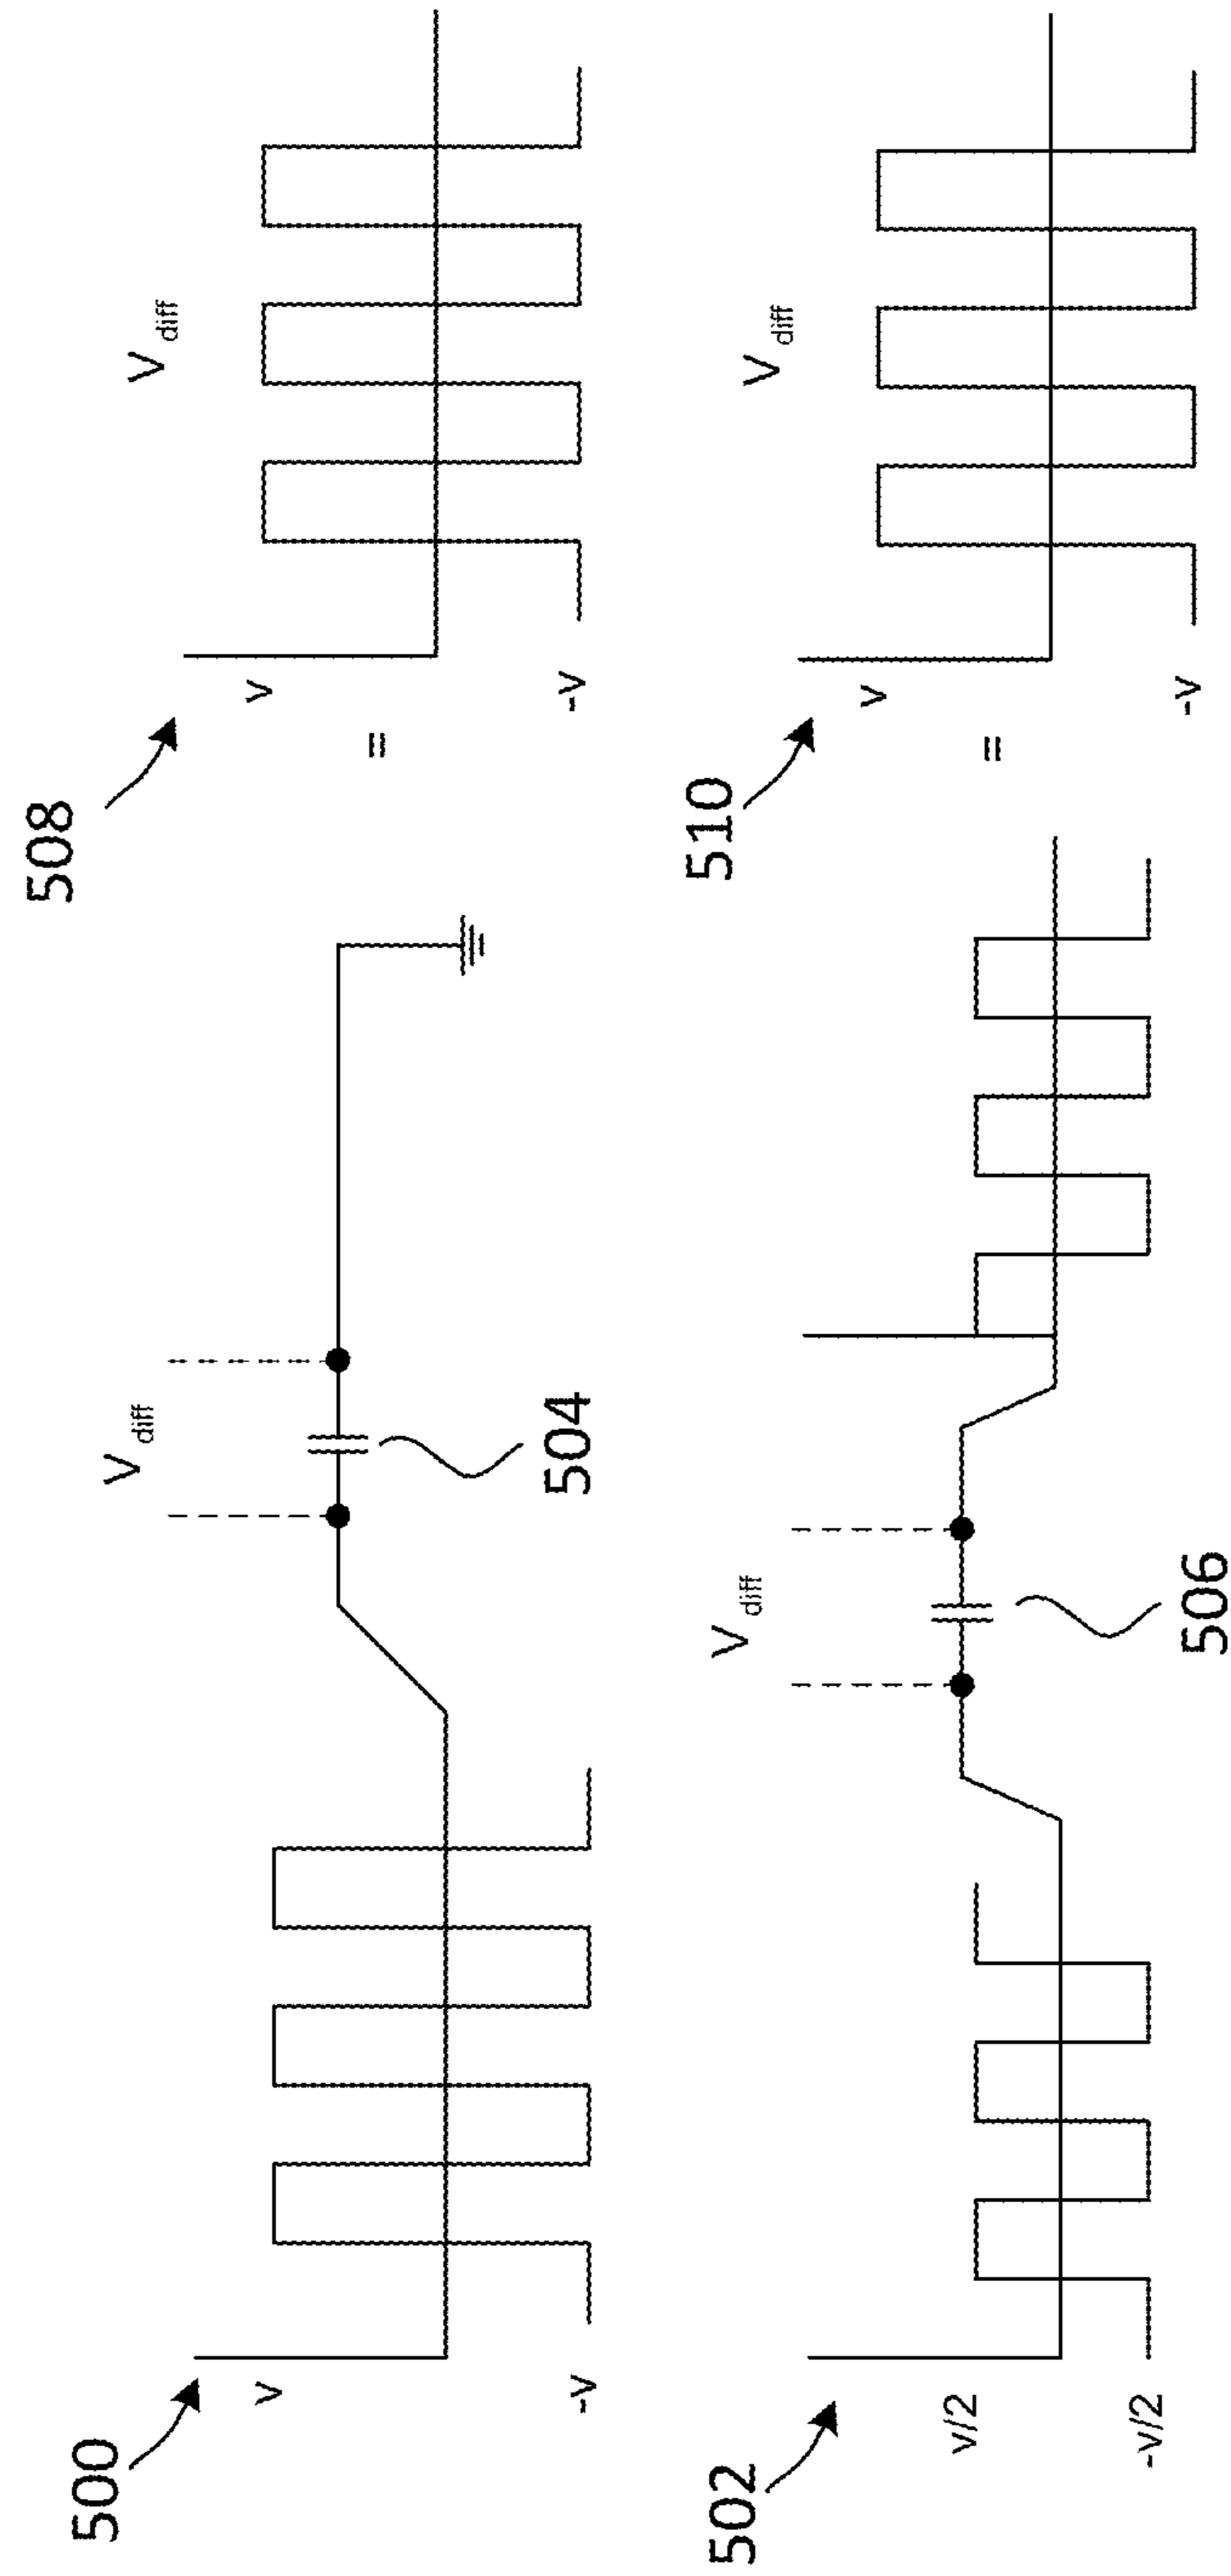 500
V
-V
V diff
504
508
=
V
-V
V diff
502
V/2
-V/2
V diff
506
510
=
V
-V
V diff